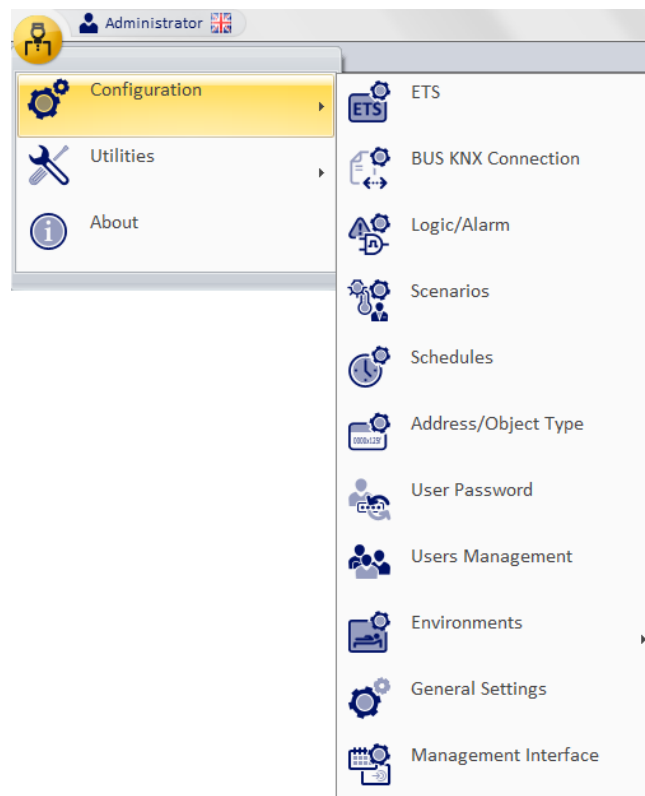 Administrator
Configuration
Utilities
About
ETS
ETS
BUS KNX Connection
Logic/Alarm
Scenarios
Schedules
Address/Object Type
User Password
Users Management
Environments
General Settings
Management Interface